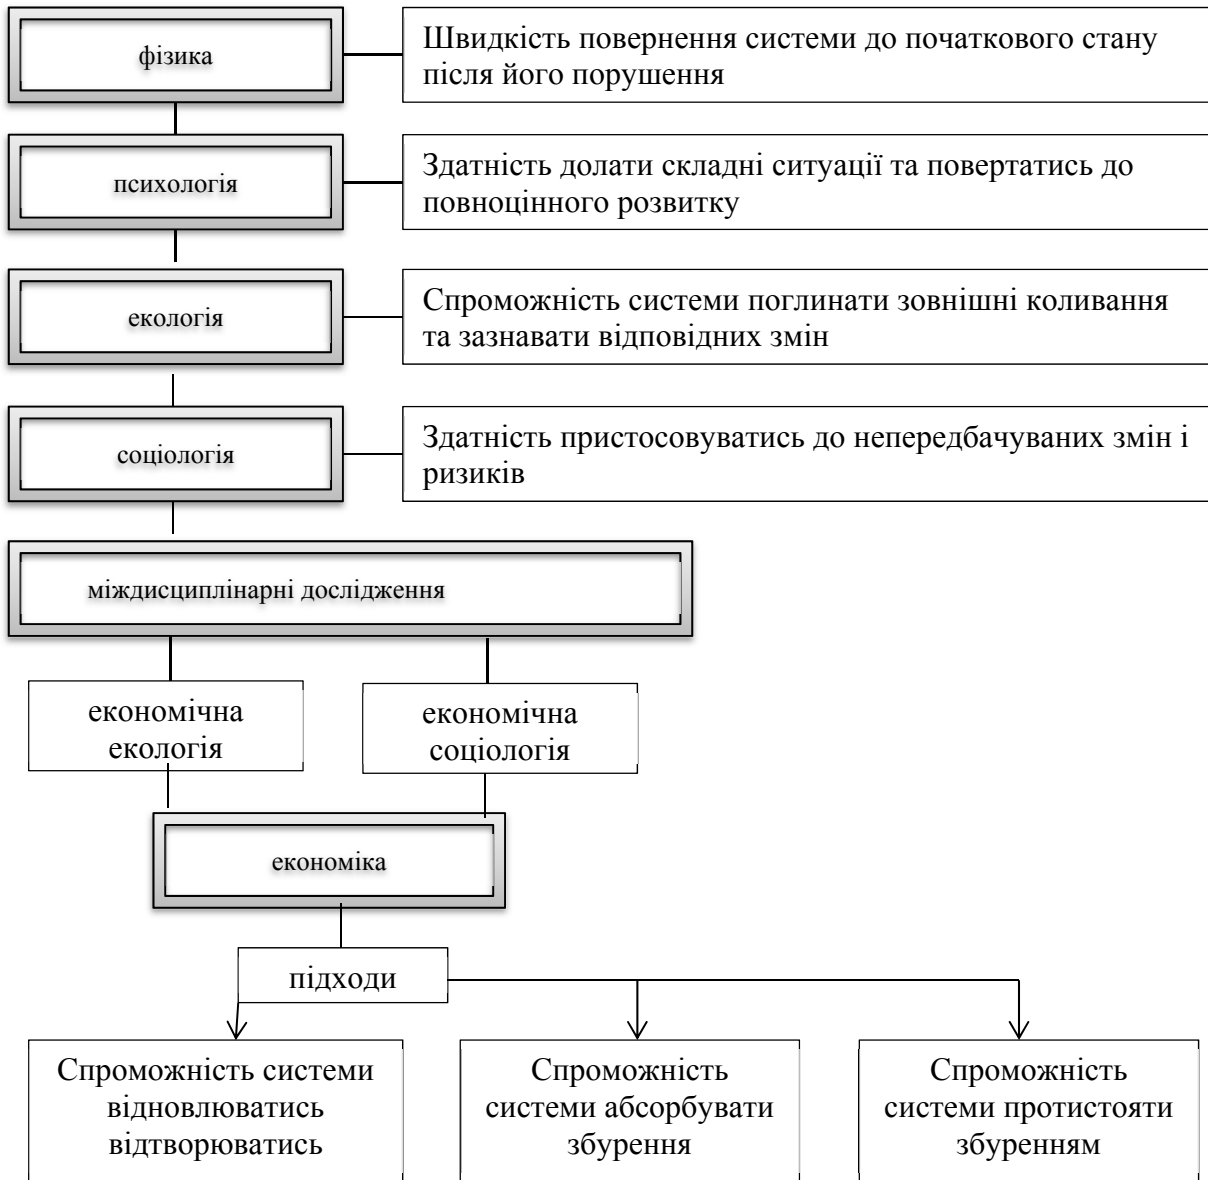 фізика
Швидкість повернення системи до початкового стану
після його порушення
психологія
Здатність долати складні ситуації та повертатись до
повноцінного розвитку
екологія
Спроможність системи поглинати зовнішні коливання
та зазнавати відповідних змін
соціологія
Здатність пристосовуватись до непередбачуваних змін і
ризиків
міждисциплінарні дослідження
економічна
екологія
економічна
соціологія
економіка
підходи
Спроможність системи
відновлюватись
відтворюватись
Спроможність
системи абсорбувати
збурення
Спроможність
системи протистояти
збуренням